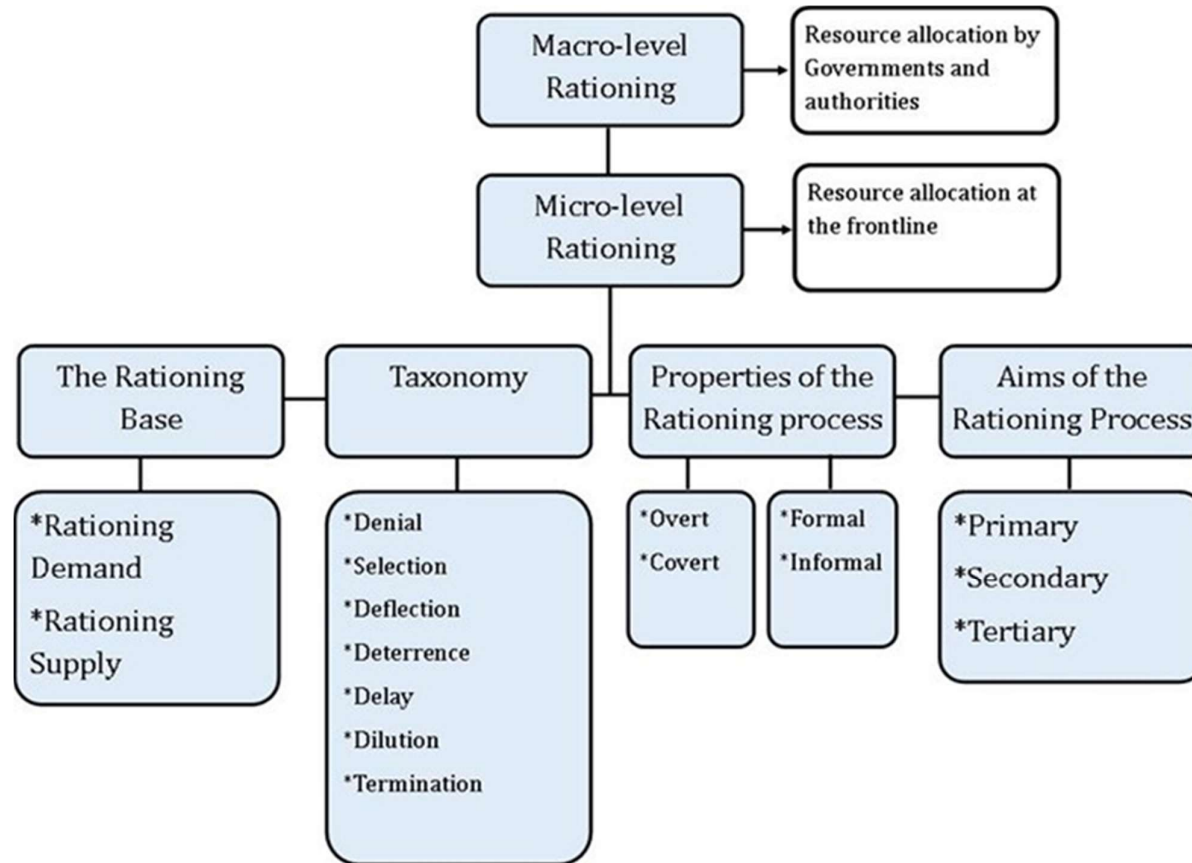 Macro-level
Rationing
Resource allocation by
Governments and
authorities
Micro-level
Rationing
Resource allocation at
the frontline
The Rationing
Base
Taxonomy
Properties of the
Rationing process
Aims of the
Rationing Process
*Rationing
Demand
*Rationing
Supply
*Denial
*Selection
*Deflection
*Deterrence
*Delay
*Dilution
*Termination
*Overt
*Covert
*Formal
*Informal
*Primary
*Secondary
*Tertiary